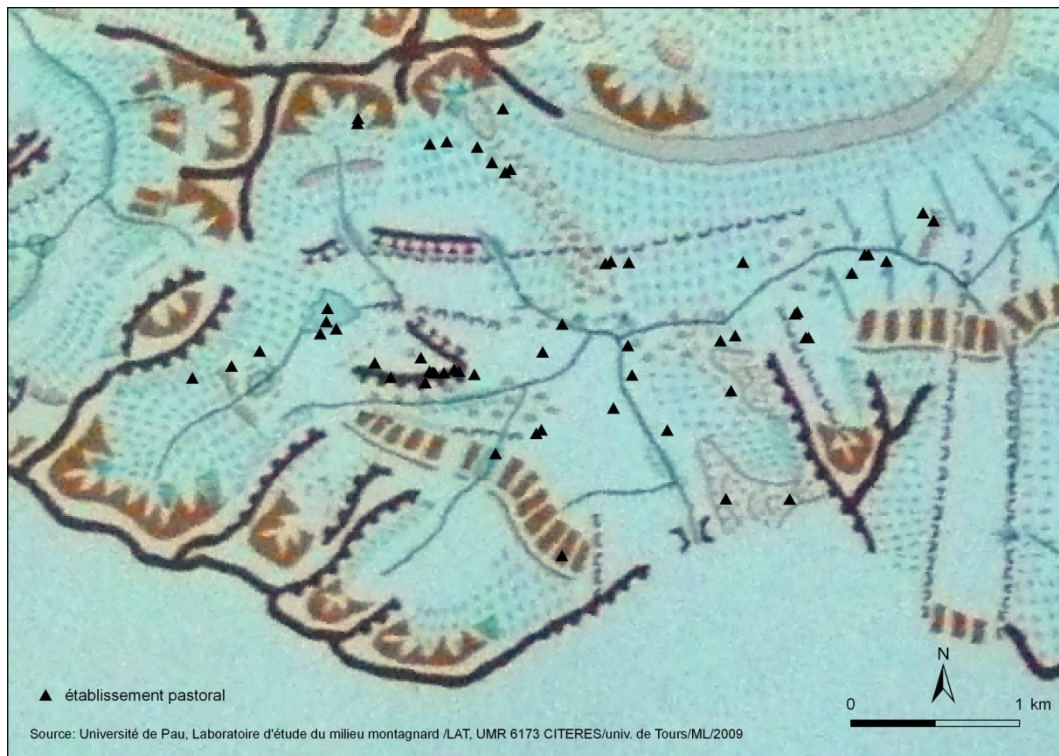 N
0 1 km
▲ établissement pastoral
Source: Université de Pau, Laboratoire d'étude du milieu montagnard /LAT, UMR 6173 CITERES/univ. de Tours/ML/2009